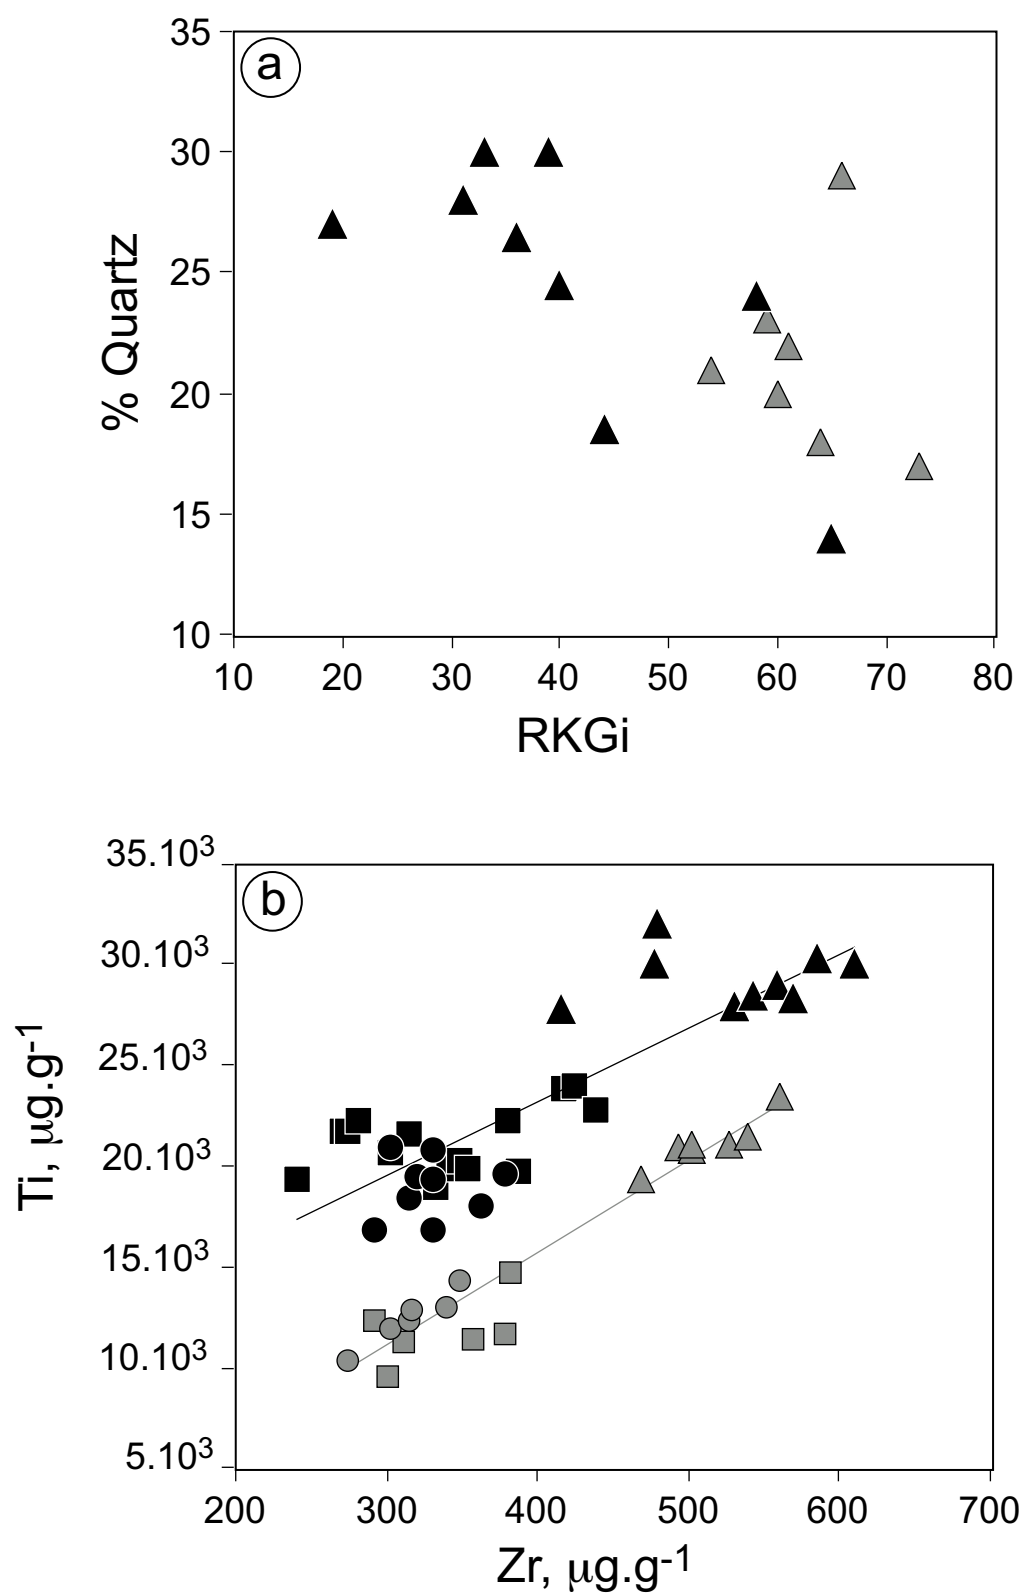 a
35
30
25
20
15
10
% Quartz
10 20 30 40 50 60 70 80
RKGi
b
35.10³
30.10³
25.10³
20.10³
15.10³
10.10³
5.10³
Ti, µg.g⁻¹
200 300 400 500 600 700
Zr, µg.g⁻¹